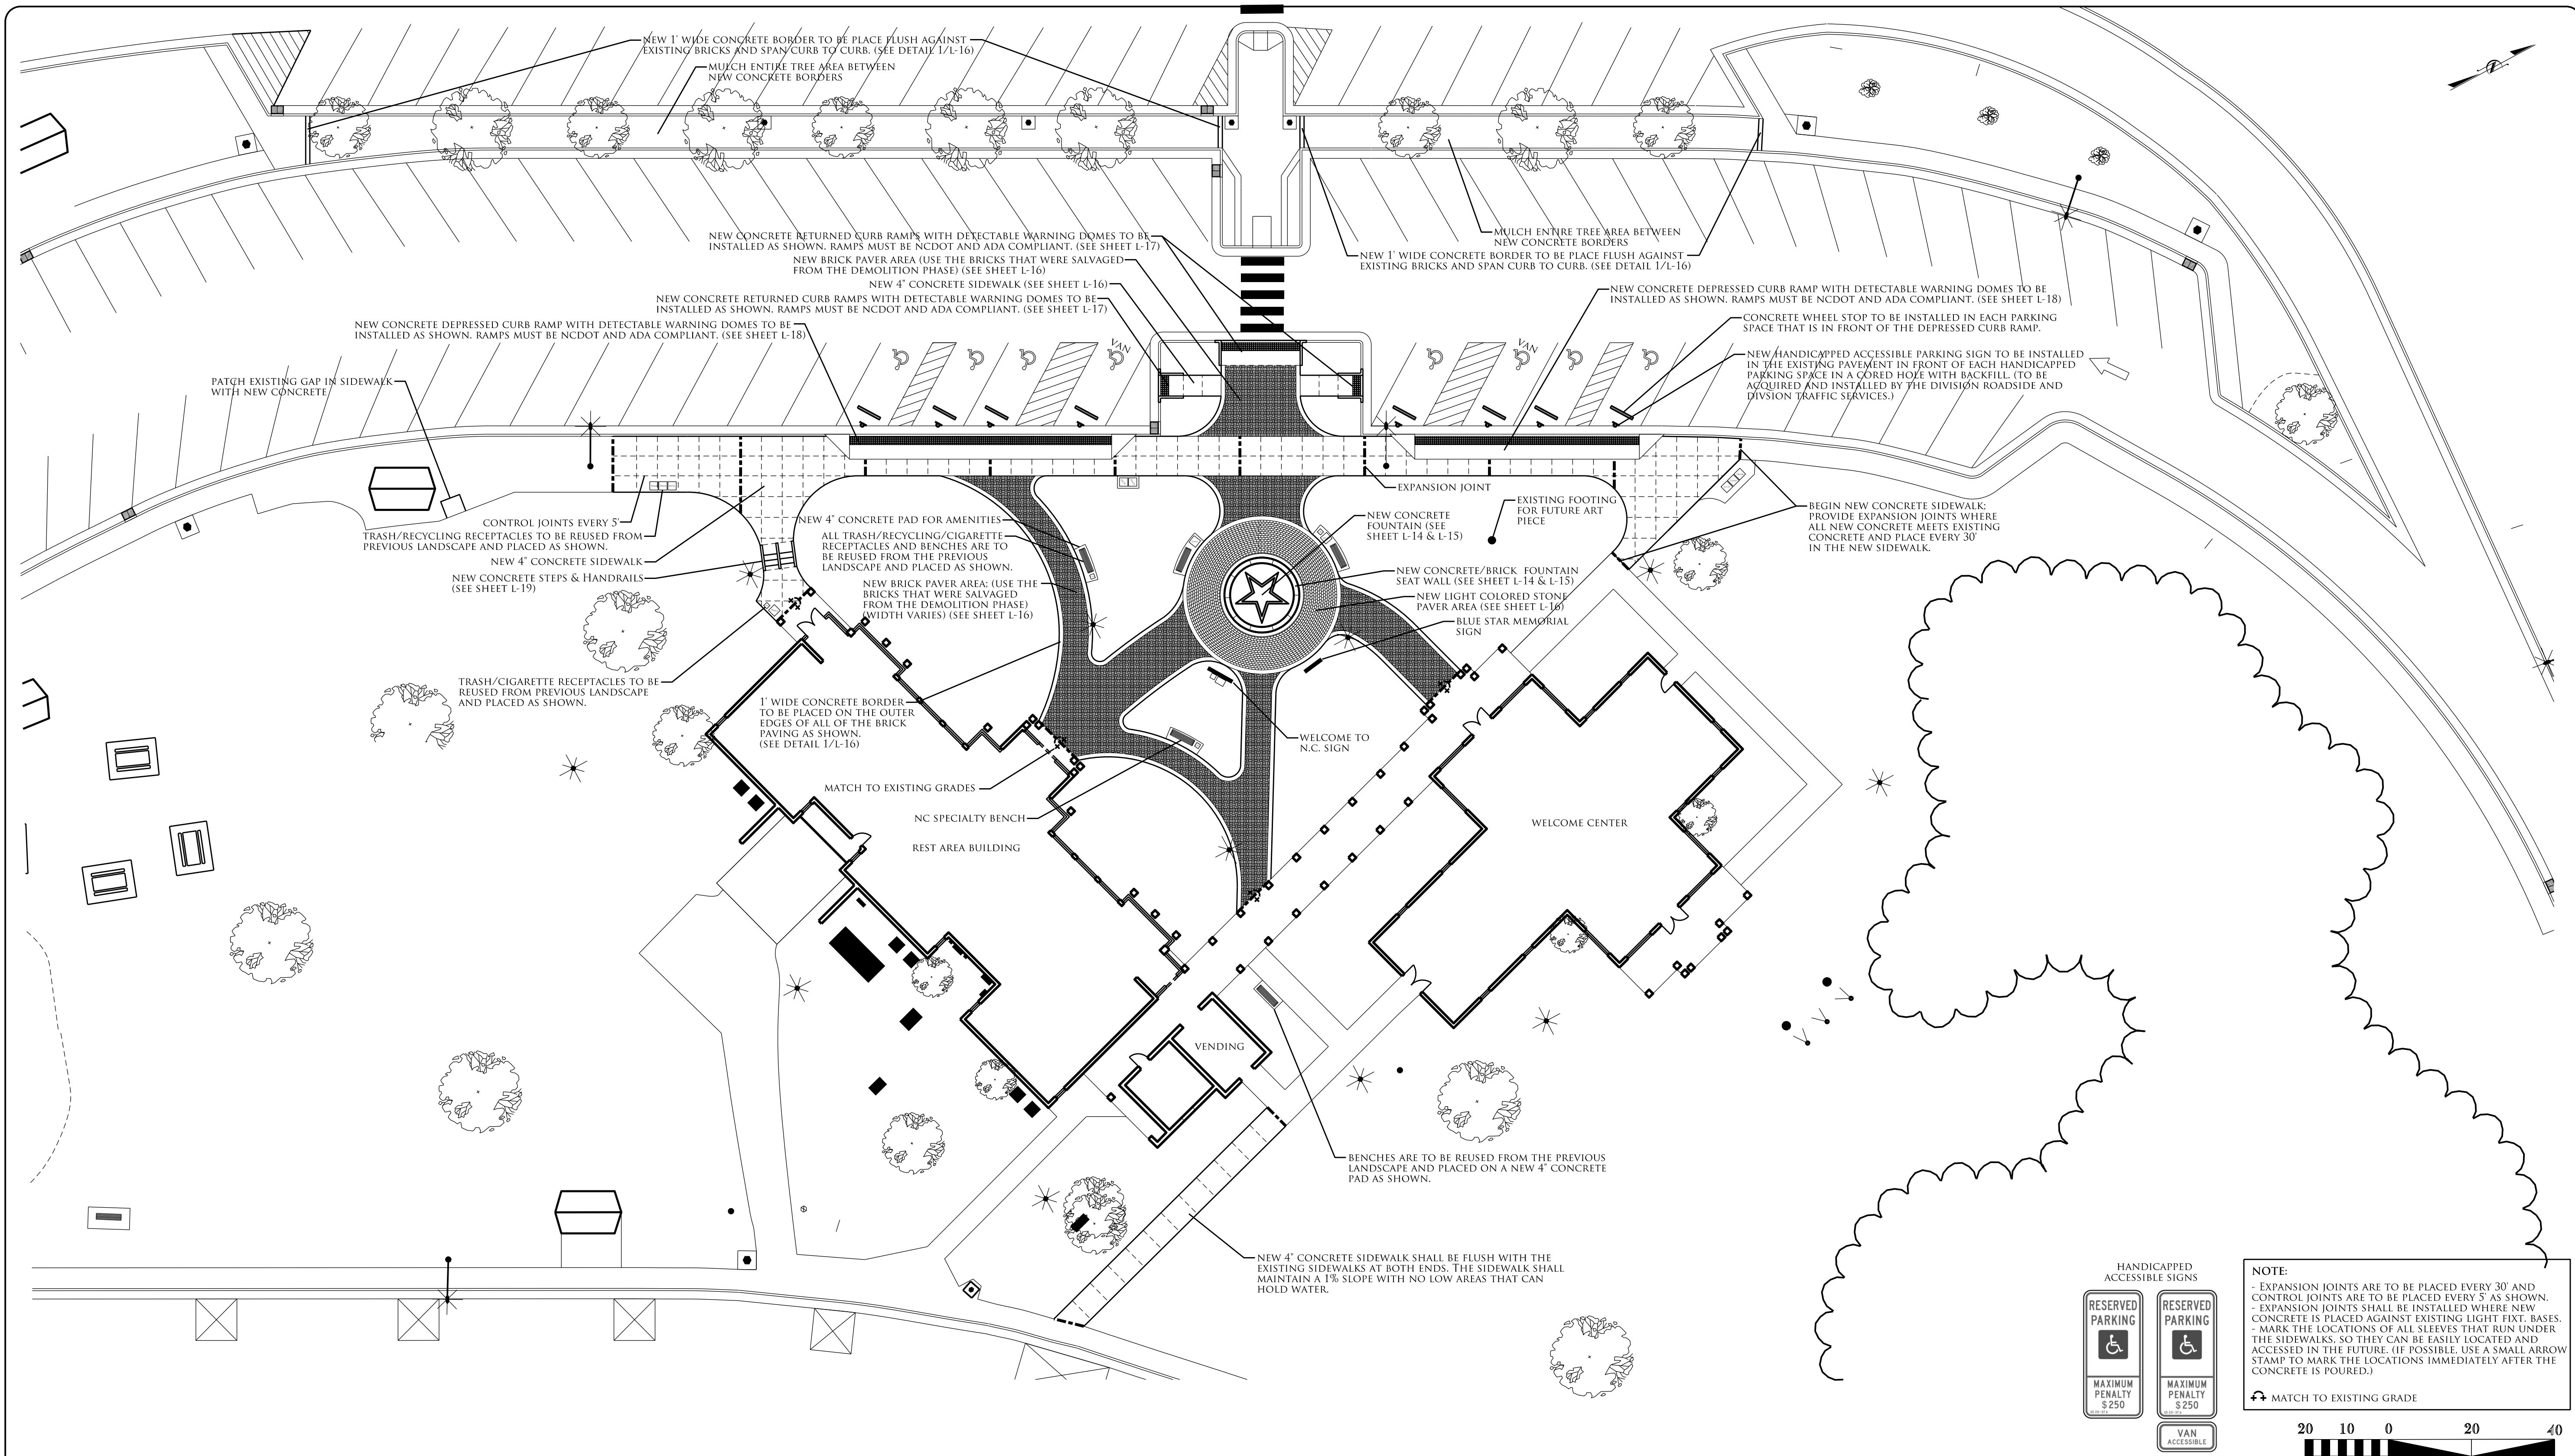 NEW 1' WIDE CONCRETE BORDER TO BE PLACE FLUSH AGAINST
EXISTING BRICKS AND SPAN CURB TO CURB. (SEE DETAIL 1/L-16)
MULCH ENTIRE TREE AREA BETWEEN
NEW CONCRETE BORDERS
NEW CONCRETE RETURNED CURB RAMPS WITH DETECTABLE WARNING DOMES TO BE
INSTALLED AS SHOWN. RAMPS MUST BE NCDOT AND ADA COMPLIANT. (SEE SHEET L-17)
NEW BRICK PAVER AREA (USE THE BRICKS THAT WERE SALVAGED
FROM THE DEMOLITION PHASE) (SEE SHEET L-16)
NEW 4" CONCRETE SIDEWALK (SEE SHEET L-16)
NEW CONCRETE RETURNED CURB RAMPS WITH DETECTABLE WARNING DOMES TO BE
INSTALLED AS SHOWN. RAMPS MUST BE NCDOT AND ADA COMPLIANT. (SEE SHEET L-17)
NEW CONCRETE DEPRESSED CURB RAMP WITH DETECTABLE WARNING DOMES TO BE
INSTALLED AS SHOWN. RAMPS MUST BE NCDOT AND ADA COMPLIANT. (SEE SHEET L-18)
MULCH ENTIRE TREE AREA BETWEEN
NEW CONCRETE BORDERS
NEW 1' WIDE CONCRETE BORDER TO BE PLACE FLUSH AGAINST
EXISTING BRICKS AND SPAN CURB TO CURB. (SEE DETAIL 1/L-16)
NEW CONCRETE DEPRESSED CURB RAMP WITH DETECTABLE WARNING DOMES TO BE
INSTALLED AS SHOWN. RAMPS MUST BE NCDOT AND ADA COMPLIANT. (SEE SHEET L-18)
CONCRETE WHEEL STOP TO BE INSTALLED IN EACH PARKING
SPACE THAT IS IN FRONT OF THE DEPRESSED CURB RAMP.
NEW HANDICAPPED ACCESSIBLE PARKING SIGN TO BE INSTALLED
IN THE EXISTING PAVEMENT IN FRONT OF EACH HANDICAPPED
PARKING SPACE IN A CORED HOLE WITH BACKFILL. (TO BE
ACQUIRED AND INSTALLED BY THE DIVISION ROADSIDE AND
DIVSION TRAFFIC SERVICES.)
VAN
VAN
PATCH EXISTING GAP IN SIDEWALK
WITH NEW CONCRETE
CONTROL JOINTS EVERY 5'
TRASH/RECYCLING RECEPTACLES TO BE REUSED FROM
PREVIOUS LANDSCAPE AND PLACED AS SHOWN.
NEW 4" CONCRETE SIDEWALK
NEW CONCRETE STEPS & HANDRAILS
(SEE SHEET L-19)
TRASH/CIGARETTE RECEPTACLES TO BE
REUSED FROM PREVIOUS LANDSCAPE
AND PLACED AS SHOWN.
NEW 4" CONCRETE PAD FOR AMENITIES
ALL TRASH/RECYCLING/CIGARETTE
RECEPTACLES AND BENCHES ARE TO
BE REUSED FROM THE PREVIOUS
LANDSCAPE AND PLACED AS SHOWN.
NEW BRICK PAVER AREA; (USE THE
BRICKS THAT WERE SALVAGED
FROM THE DEMOLITION PHASE)
(WIDTH VARIES) (SEE SHEET L-16)
1' WIDE CONCRETE BORDER
TO BE PLACED ON THE OUTER
EDGES OF ALL OF THE BRICK
PAVING AS SHOWN.
(SEE DETAIL 1/L-16)
MATCH TO EXISTING GRADES
NC SPECIALTY BENCH
REST AREA BUILDING
EXPANSION JOINT
EXISTING FOOTING
FOR FUTURE ART
PIECE
NEW CONCRETE
FOUNTAIN (SEE
SHEET L-14 & L-15)
NEW CONCRETE/BRICK FOUNTAIN
SEAT WALL (SEE SHEET L-14 & L-15)
NEW LIGHT COLORED STONE
PAVER AREA (SEE SHEET L-16)
BLUE STAR MEMORIAL
SIGN
WELCOME TO
N.C. SIGN
BEGIN NEW CONCRETE SIDEWALK;
PROVIDE EXPANSION JOINTS WHERE
ALL NEW CONCRETE MEETS EXISTING
CONCRETE AND PLACE EVERY 30'
IN THE NEW SIDEWALK.
WELCOME CENTER
VENDING
BENCHES ARE TO BE REUSED FROM THE PREVIOUS
LANDSCAPE AND PLACED ON A NEW 4" CONCRETE
PAD AS SHOWN.
NEW 4" CONCRETE SIDEWALK SHALL BE FLUSH WITH THE
EXISTING SIDEWALKS AT BOTH ENDS. THE SIDEWALK SHALL
MAINTAIN A 1% SLOPE WITH NO LOW AREAS THAT CAN
HOLD WATER.
HANDICAPPED
ACCESSIBLE SIGNS
RESERVED
PARKING
MAXIMUM
PENALTY
$250
RESERVED
PARKING
MAXIMUM
PENALTY
$250
VAN
ACCESSIBLE
NOTE:
- EXPANSION JOINTS ARE TO BE PLACED EVERY 30' AND
CONTROL JOINTS ARE TO BE PLACED EVERY 5' AS SHOWN.
- EXPANSION JOINTS SHALL BE INSTALLED WHERE NEW
CONCRETE IS PLACED AGAINST EXISTING LIGHT FIXT. BASES.
- MARK THE LOCATIONS OF ALL SLEEVES THAT RUN UNDER
THE SIDEWALKS, SO THEY CAN BE EASILY LOCATED AND
ACCESSED IN THE FUTURE. (IF POSSIBLE, USE A SMALL ARROW
STAMP TO MARK THE LOCATIONS IMMEDIATELY AFTER THE
CONCRETE IS POURED.)
MATCH TO EXISTING GRADE
20 10 0 20 40